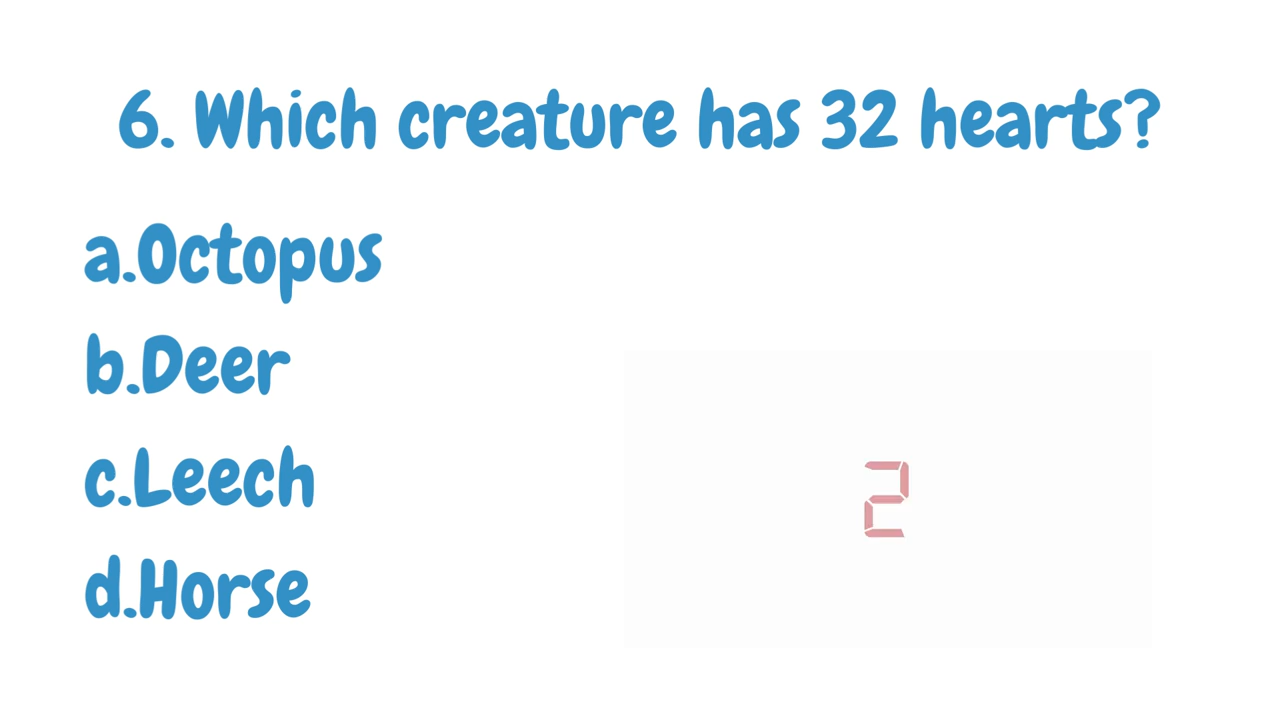 6. Which creature has 32 hearts?
a.Octopus
b.Deer
c.Leech
d.Horse
2